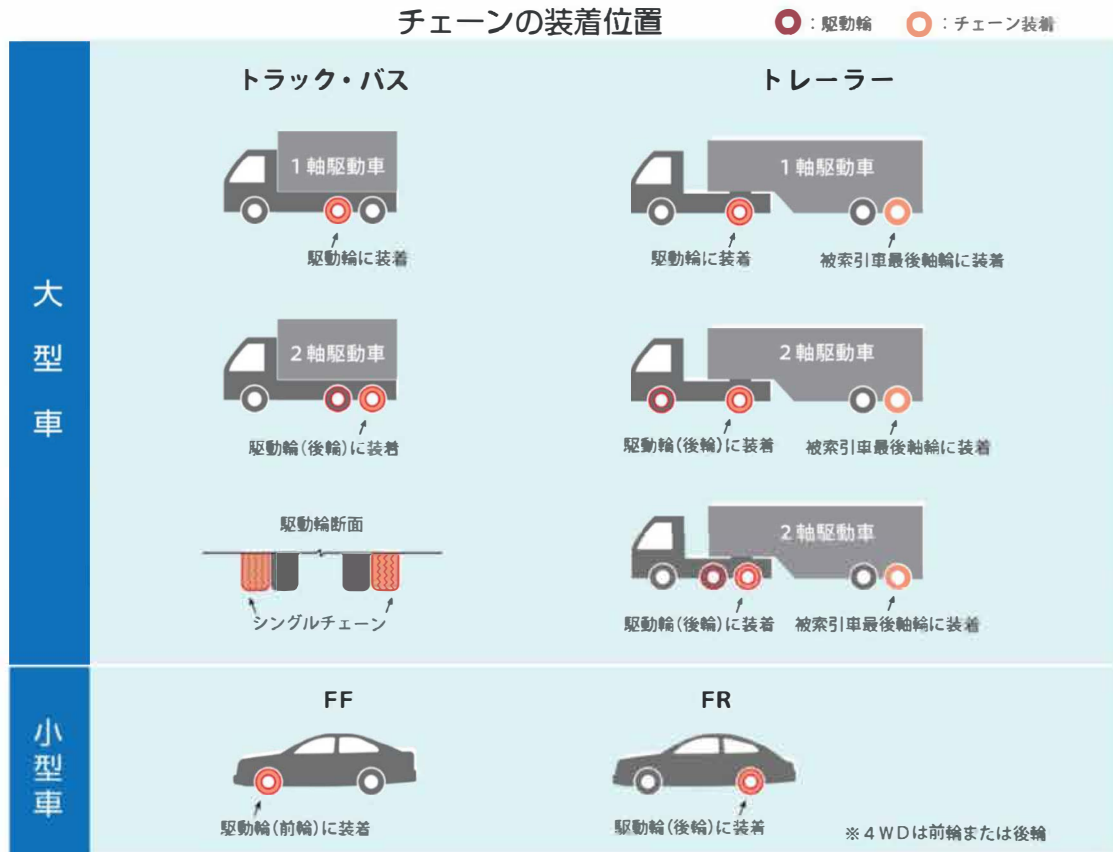 チェーンの装着位置
：駆動輪
：チェーン装着
大型車
トラック・バス
1軸駆動車
駆動輪に装着
2軸駆動車
駆動輪(後輪)に装着
駆動輪断面
シングルチェーン
トレーラー
1軸駆動車
駆動輪に装着
被索引車最後軸輪に装着
2軸駆動車
駆動輪(後輪)に装着
被索引車最後軸輪に装着
2軸駆動車
駆動輪(後輪)に装着
被索引車最後軸輪に装着
小型車
FF
駆動輪(前輪)に装着
FR
駆動輪(後輪)に装着
※4WDは前輪または後輪